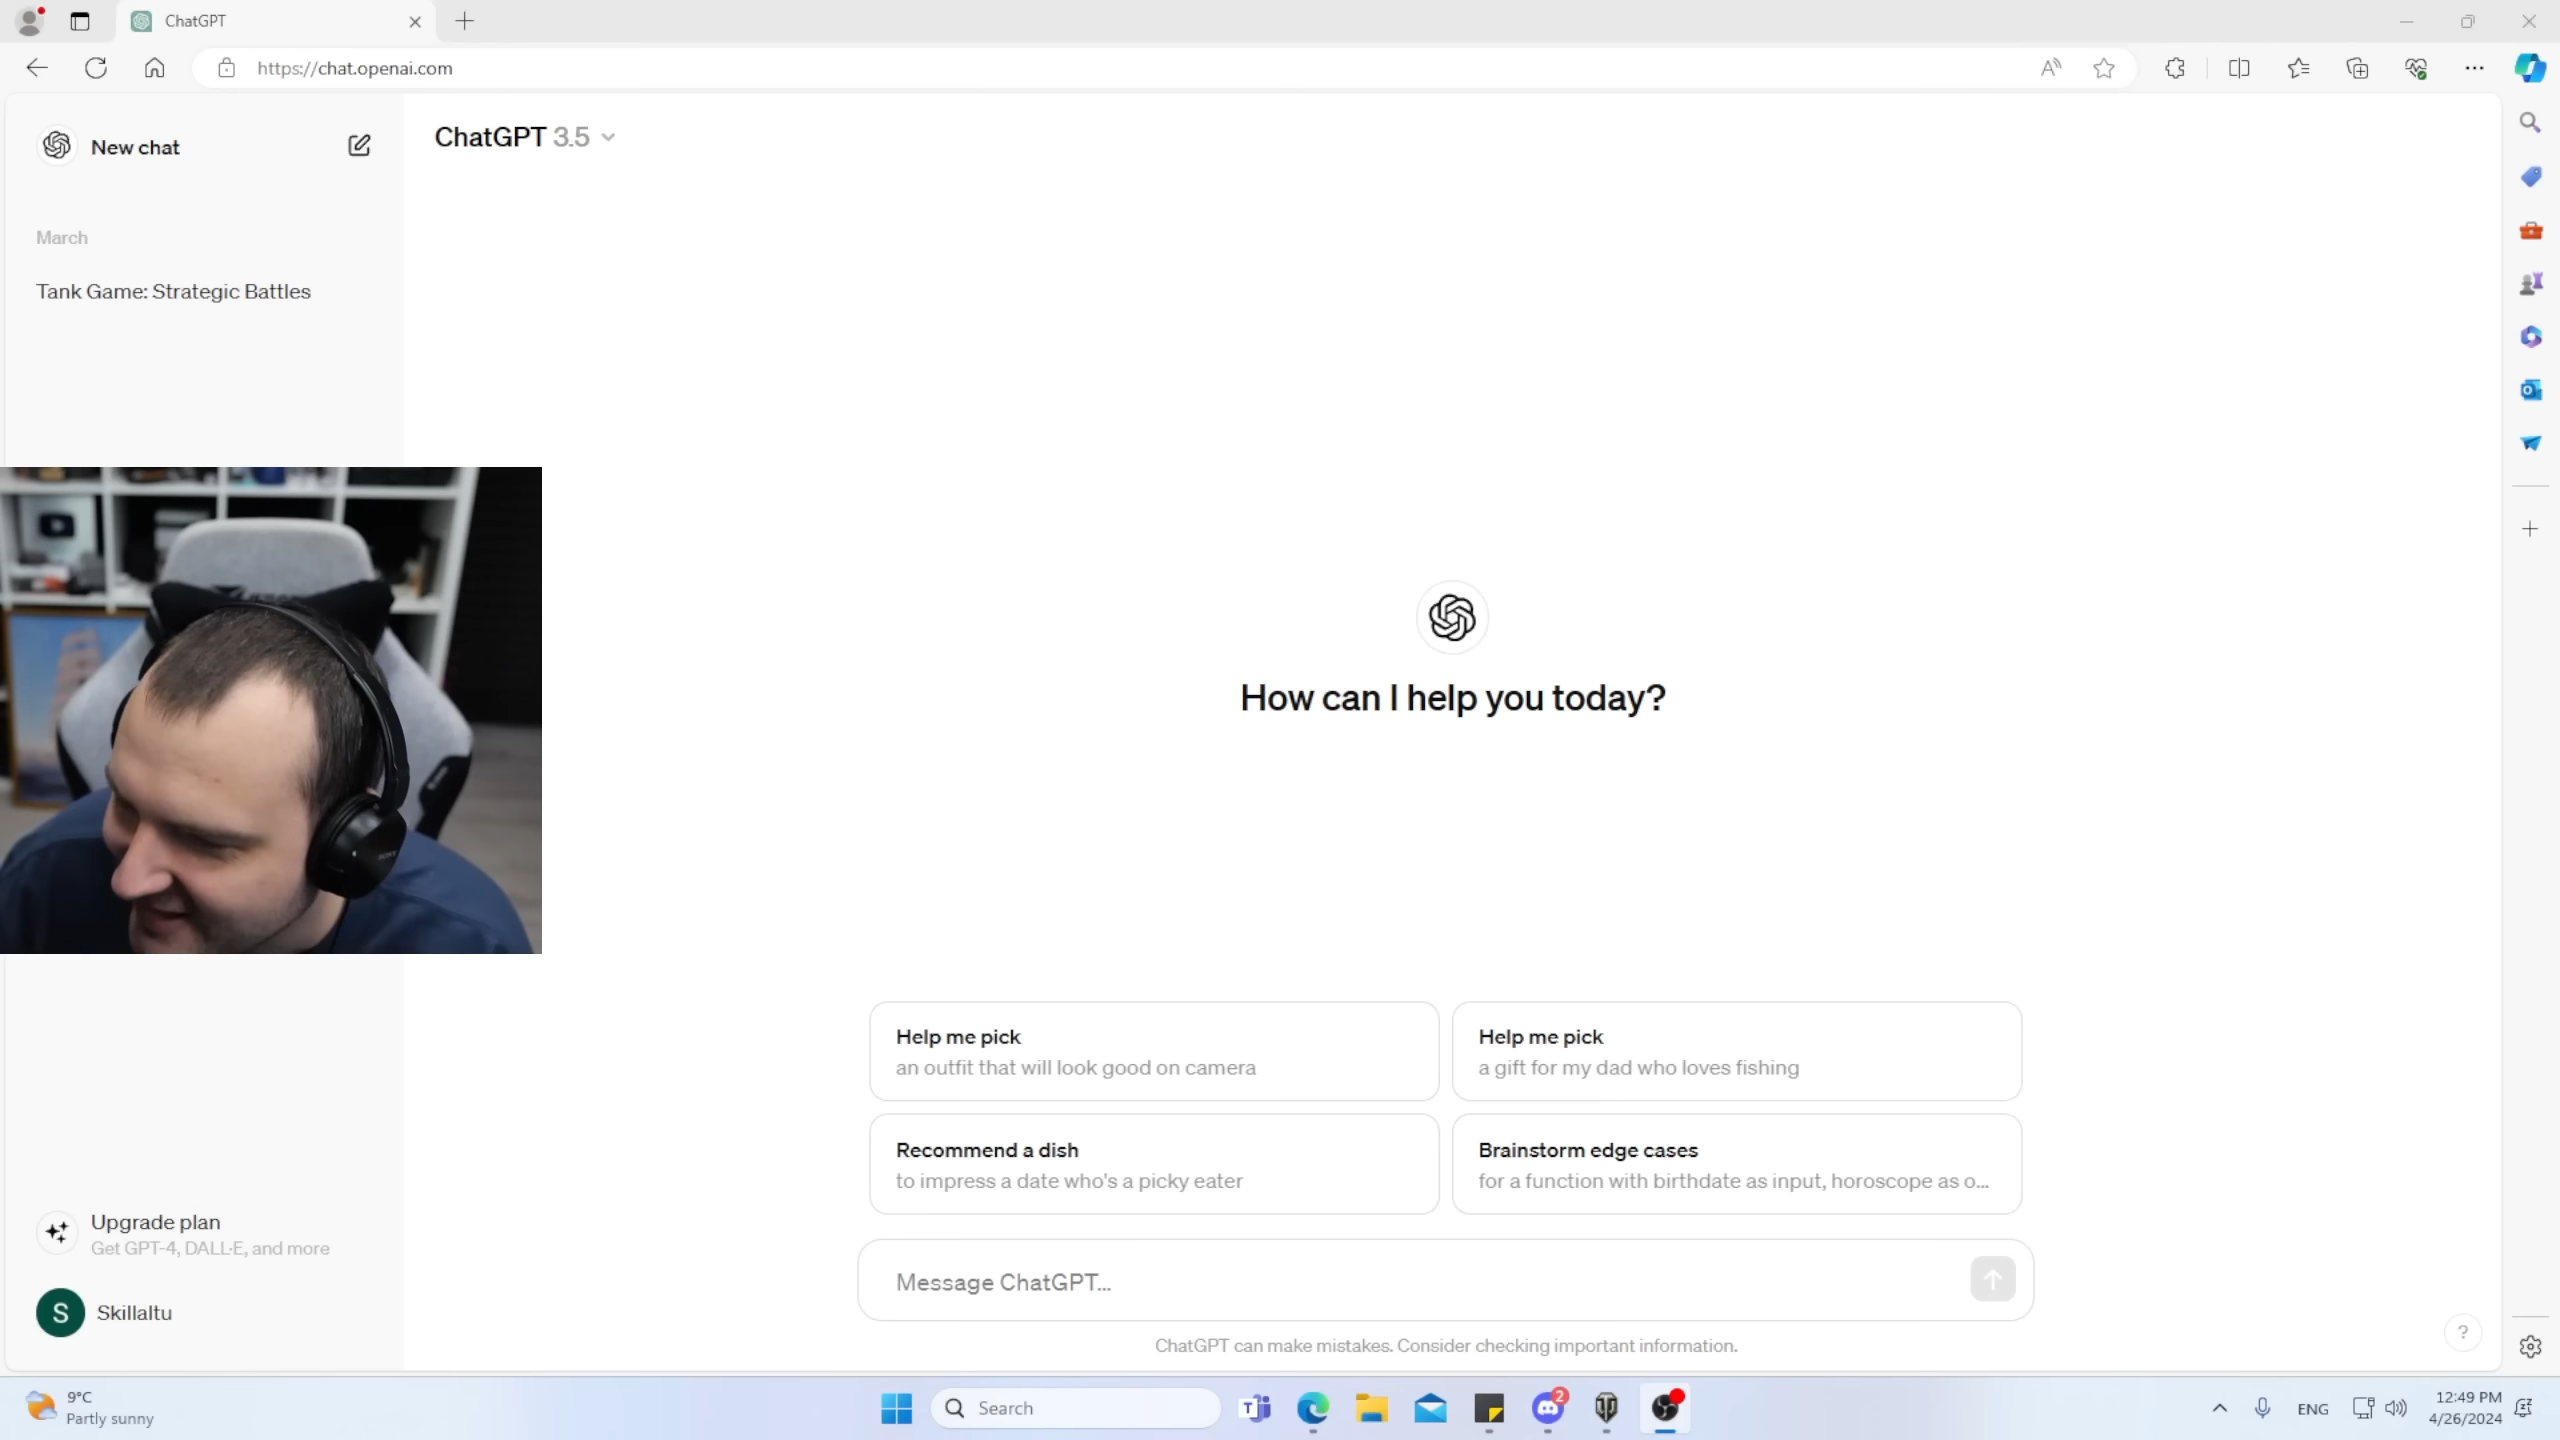 ChatGPT
https://chat.openai.com
New chat
ChatGPT 3.5
March
Tank Game: Strategic Battles
How can I help you today?
Help me pick
an outfit that will look good on camera
Help me pick
a gift for my dad who loves fishing
Recommend a dish
to impress a date who's a picky eater
Brainstorm edge cases
for a function with birthdate as input, horoscope as o...
Upgrade plan
Get GPT-4, DALL·E, and more
Message ChatGPT...
Skillaltu
S
ChatGPT can make mistakes. Consider checking important information.
?
9°C
Partly sunny
Search
2
ENG
12:49 PM
4/26/2024